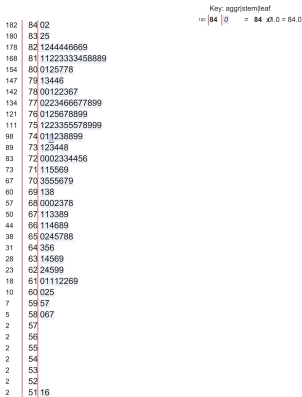 Key: aggr|stem|leaf
182 84 0 = 84 x1.0 = 84.0
182 84 02
180 83 25
178 82 1244446669
168 81 11223333458889
154 80 0125778
147 79 13446
142 78 00122367
134 77 0223466677899
121 76 0125678899
111 75 1223355578999
98 74 011238899
89 73 123448
83 72 0002334456
73 71 115569
67 70 3555679
60 69 138
57 68 0002378
50 67 113389
44 66 114689
38 65 0245788
31 64 356
28 63 14569
23 62 24599
18 61 01112269
10 60 025
7 59 57
5 58 067
2 57
2 56
2 55
2 54
2 53
2 52
2 51 16